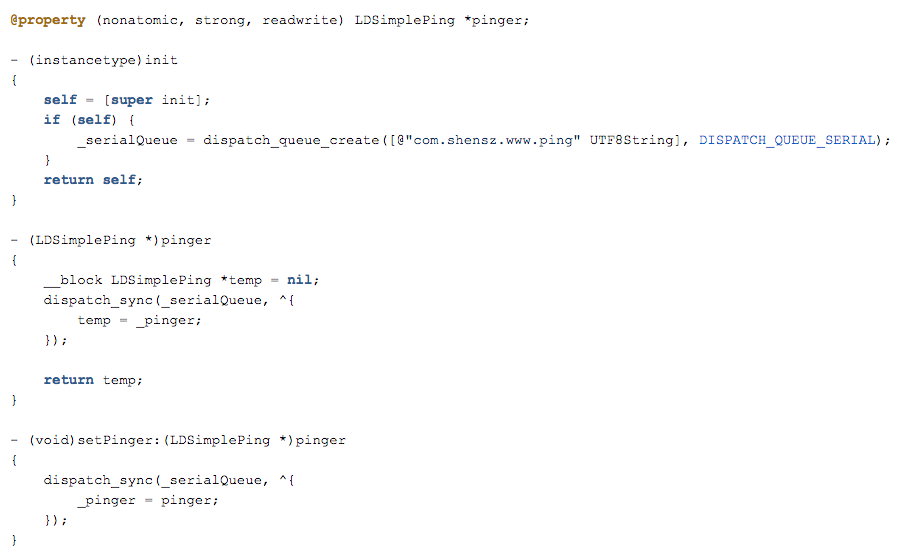 @property (nonatomic, strong, readwrite) LDSimplePing *pinger;

- (instancetype)init
{
    self = [super init];
    if (self) {
        _serialQueue = dispatch_queue_create([@"com.shensz.www.ping" UTF8String], DISPATCH_QUEUE_SERIAL);
    }
    return self;
}

- (LDSimplePing *)pinger
{
    __block LDSimplePing *temp = nil;
    dispatch_sync(_serialQueue, ^{
        temp = _pinger;
    });

    return temp;
}

- (void)setPinger:(LDSimplePing *)pinger
{
    dispatch_sync(_serialQueue, ^{
        _pinger = pinger;
    });
}